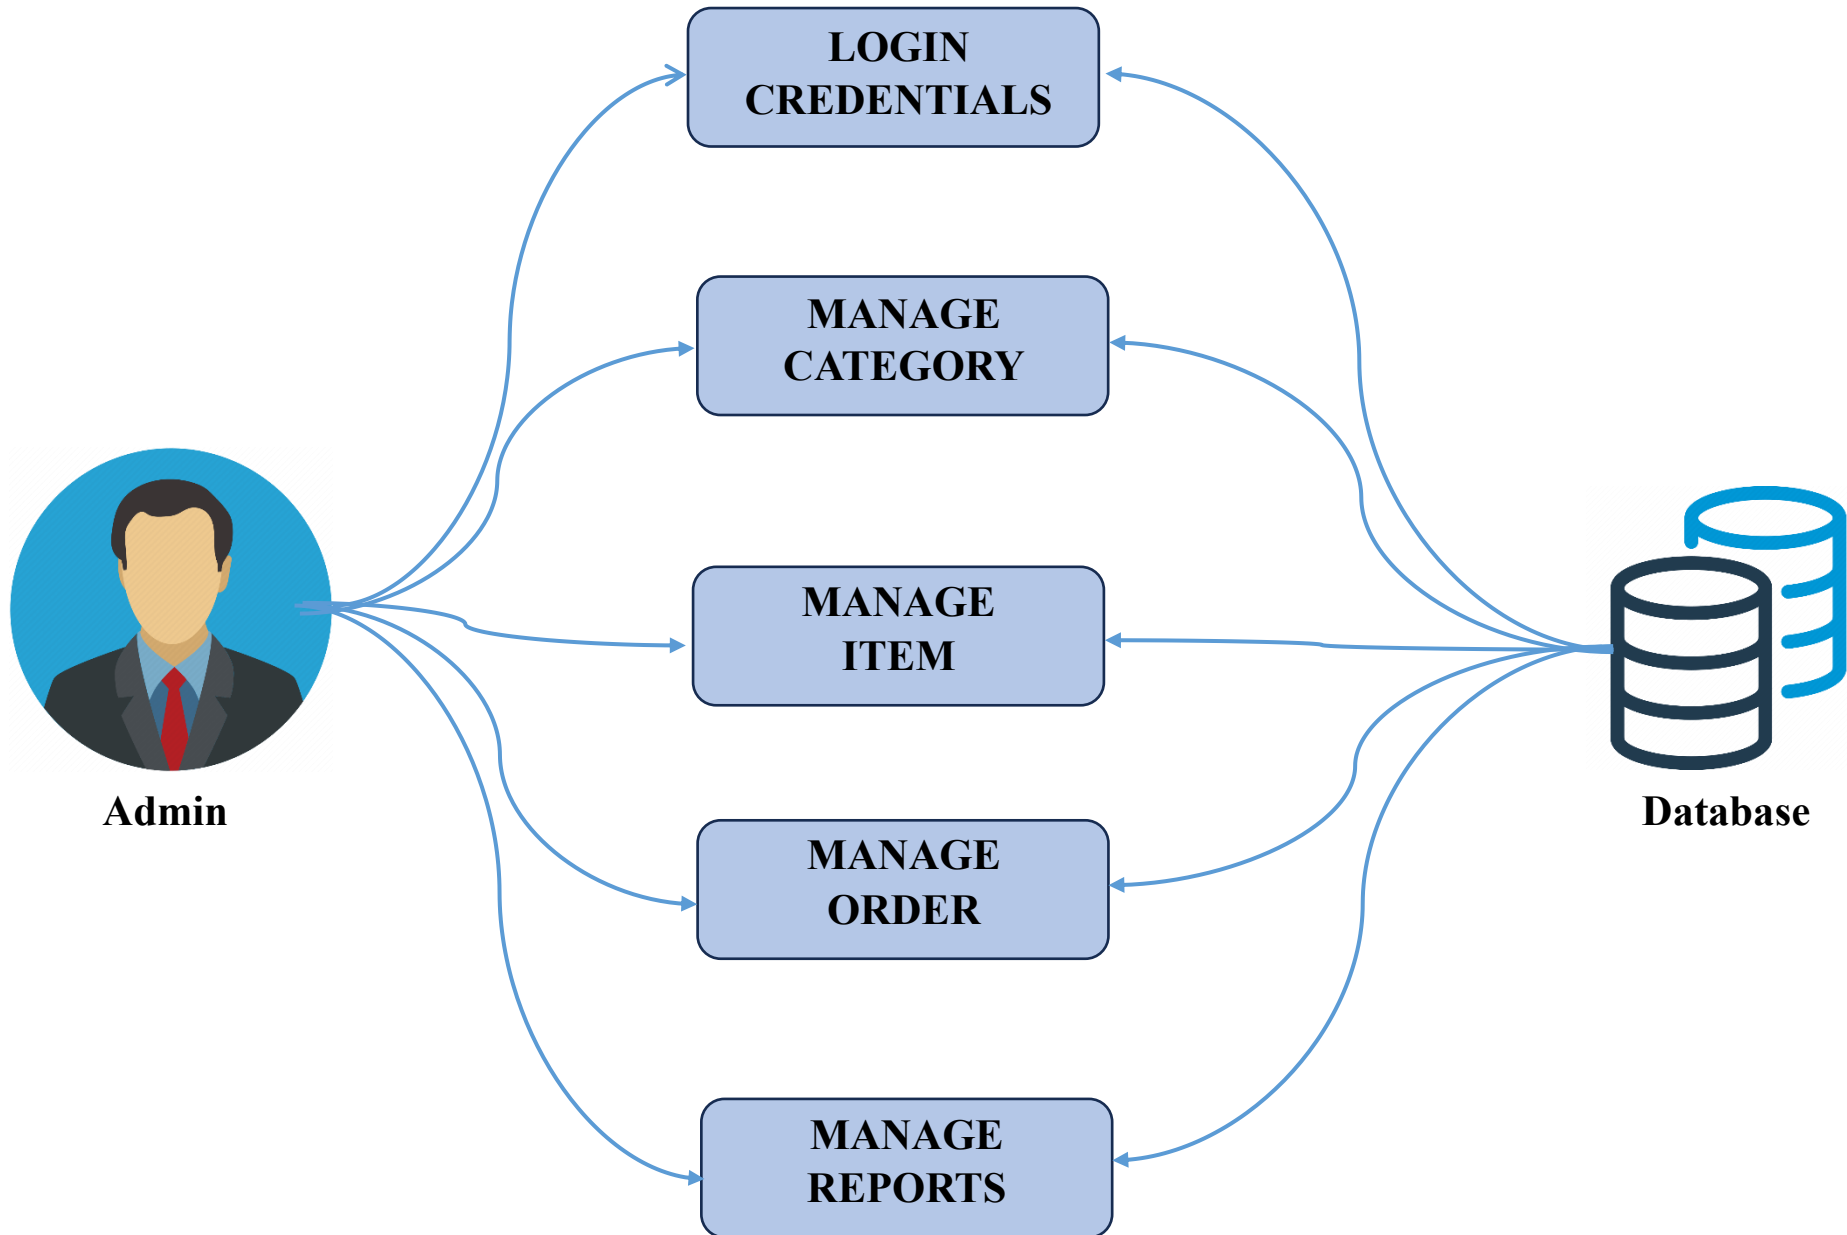 LOGIN
CREDENTIALS
MANAGE
CATEGORY
MANAGE
ITEM
Admin
Database
MANAGE
ORDER
MANAGE
REPORTS